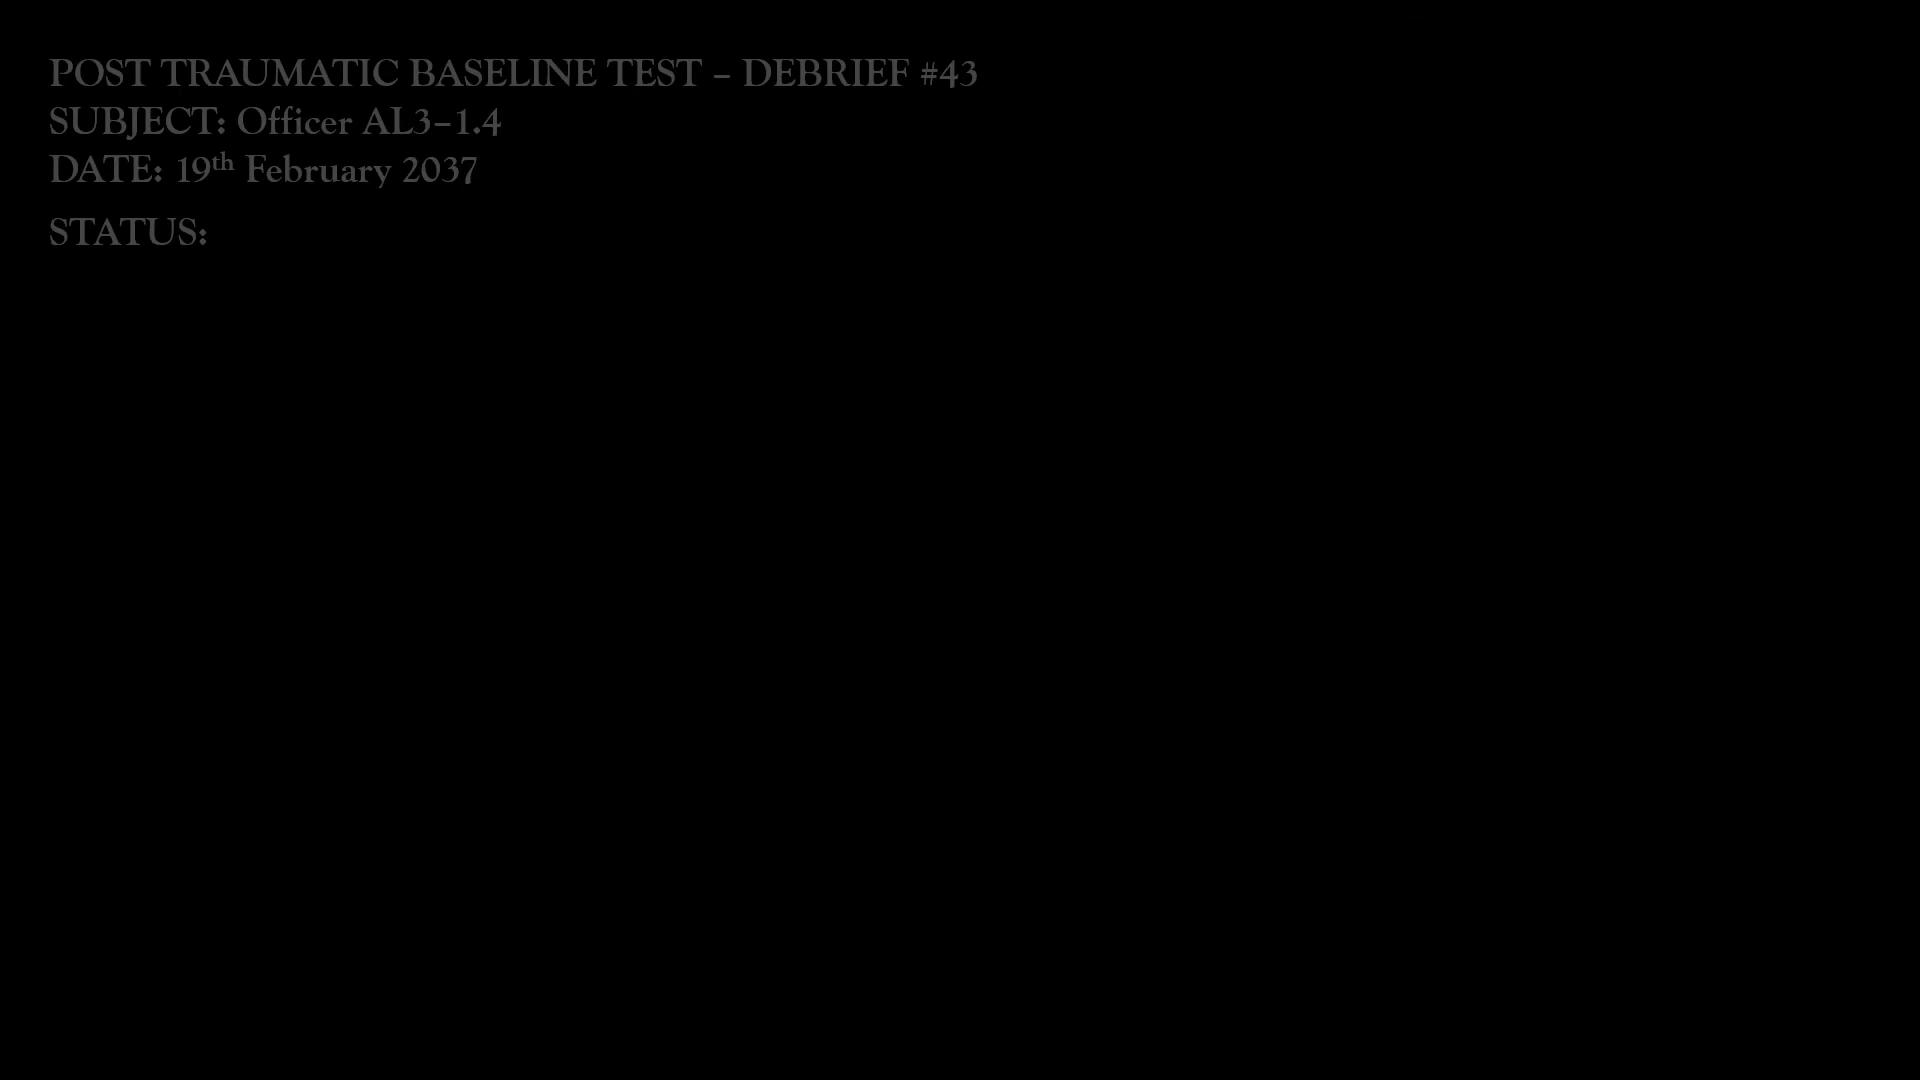 POST TRAUMATIC BASELINE TEST – DEBRIEF #43
SUBJECT: Officer AL3–1.4
DATE: 19th February 2037
STATUS: